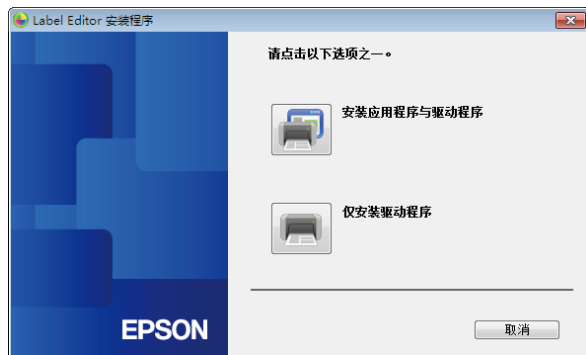 Label Editor 安装程序
请点击以下选项之一。
安装应用程序与驱动程序
仅安装驱动程序
EPSON
取消